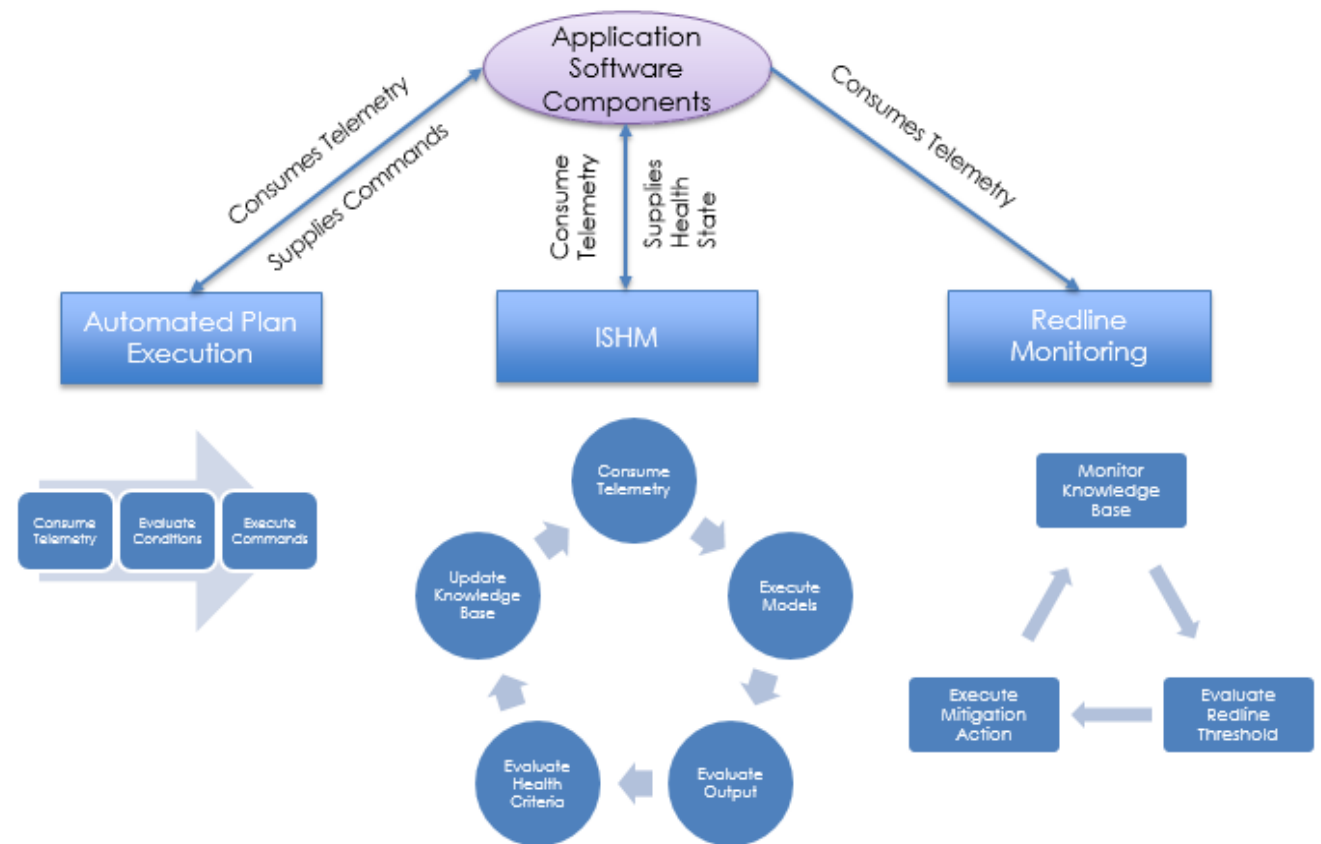 Application
Software
Components
Consumes Telemetry
Supplies Commands
Consume
Telemetry
Supplies
Health
State
Consumes Telemetry
Automated Plan
Execution
ISHM
Redline
Monitoring
Consume
Telemetry
Evaluate
Conditions
Execute
Commands
Consume
Telemetry
Execute
Models
Evaluate
Output
Evaluate
Health
Criteria
Update
Knowledge
Base
Monitor
Knowledge
Base
Evaluate
Redline
Threshold
Execute
Mitigation
Action